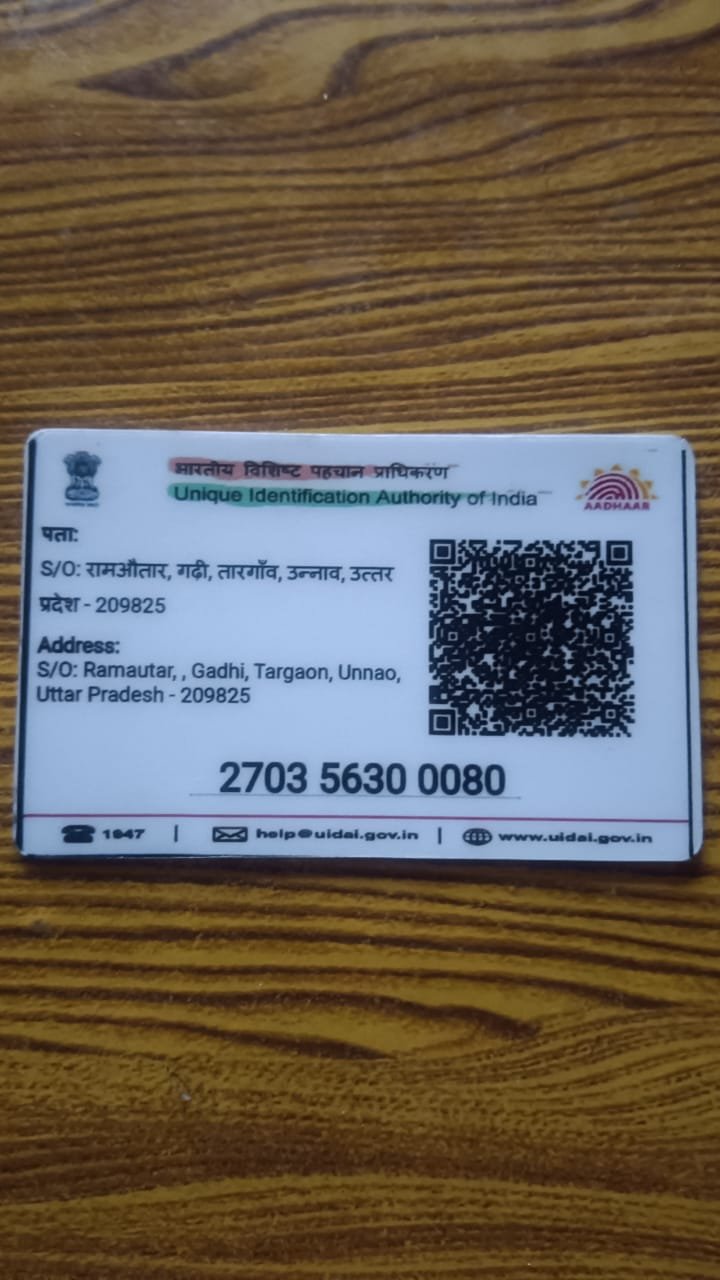 भारतीय विशिष्ट पहचान प्राधिकरण
Unique Identification Authority of India
AADHAAR
पता:
S/O: रामऔतार, गढ़ी, तारगाँव, उन्नाव, उत्तर
प्रदेश - 209825
Address:
S/O: Ramautar, , Gadhi, Targaon, Unnao,
Uttar Pradesh - 209825
2703 5630 0080
1947 | help@uidai.gov.in | www.uidai.gov.in